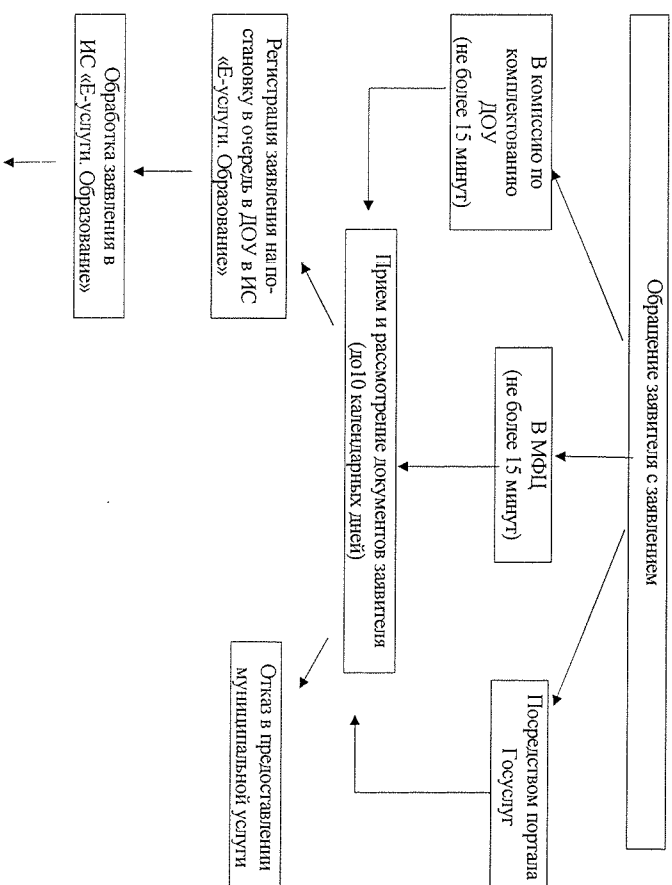 Обращение заявителя с заявлением
В комиссию по
комплектованию
ДОУ
(не более 15 минут)
В МФЦ
(не более 15 минут)
Посредством портала
Госуслуг
Прием и рассмотрение документов заявителя
(до10 календарных дней)
Регистрация заявления на по-
становку в очередь в ДОУ в ИС
«Е-услуги. Образование»
Отказ в предоставлении
муниципальной услуги
Обработка заявления в
ИС «Е-услуги. Образование»